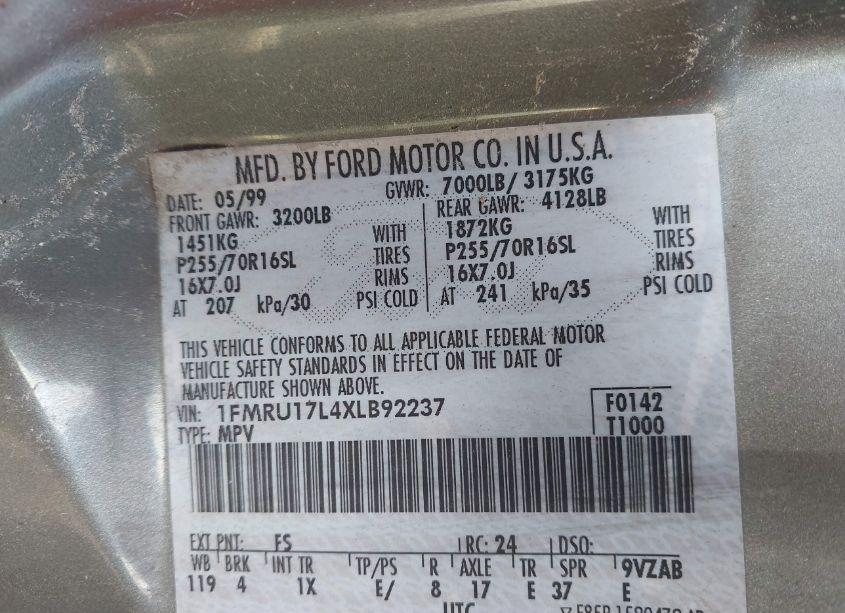 MFD. BY FORD MOTOR CO. IN U.S.A.
DATE: 05/99 GVWR: 7000LB/ 3175KG
FRONT GAWR: 3200LB REAR GAWR: 4128LB
1451KG WITH 1872KG WITH
P255/70R16SL TIRES P255/70R16SL TIRES
16X7.0J RIMS 16X7.0J RIMS
AT 207 kPa/30 PSI COLD AT 241 kPa/35 PSI COLD
THIS VEHICLE CONFORMS TO ALL APPLICABLE FEDERAL MOTOR
VEHICLE SAFETY STANDARDS IN EFFECT ON THE DATE OF
MANUFACTURE SHOWN ABOVE.
VIN: 1FMRU17L4XLB92237 F0142
TYPE: MPV T1000
EXT PNT: FS RC: 24 DSO:
WB BRK INT TR TP/PS R AXLE TR SPR 9VZAB
119 4 1X E/ 8 17 E 37 E
UTC